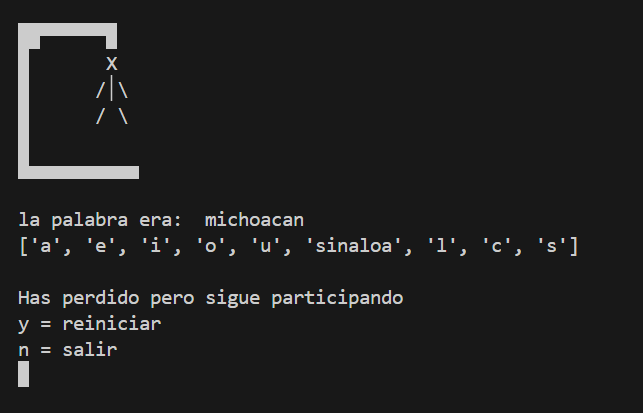 x
/|\
/ \
la palabra era:  michoacan
['a', 'e', 'i', 'o', 'u', 'sinaloa', 'l', 'c', 's']
Has perdido pero sigue participando
y = reiniciar
n = salir